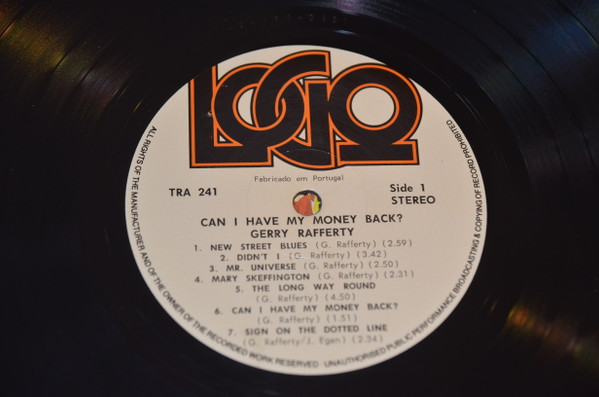 LOGO
Fabricado em Portugal
TRA 241
Side 1
STEREO
CAN I HAVE MY MONEY BACK?
GERRY RAFFERTY
1. NEW STREET BLUES (G. Rafferty) (2.59)
2. DIDN'T I (G. Rafferty) (3.42)
3. MR. UNIVERSE (G. Rafferty) (2.50)
4. MARY SKEFFINGTON (G. Rafferty) (2.31)
5. THE LONG WAY ROUND
(G. Rafferty) (4.50)
6. CAN I HAVE MY MONEY BACK?
(G. Rafferty) (1.51)
7. SIGN ON THE DOTTED LINE
(G. Rafferty/J. Egan) (2.34)
ALL RIGHTS OF THE MANUFACTURER AND OF THE OWNER OF THE RECORDED WORK RESERVED UNAUTHORISED PUBLIC PERFORMANCE BROADCASTING & COPYING OF RECORD PROHIBITED